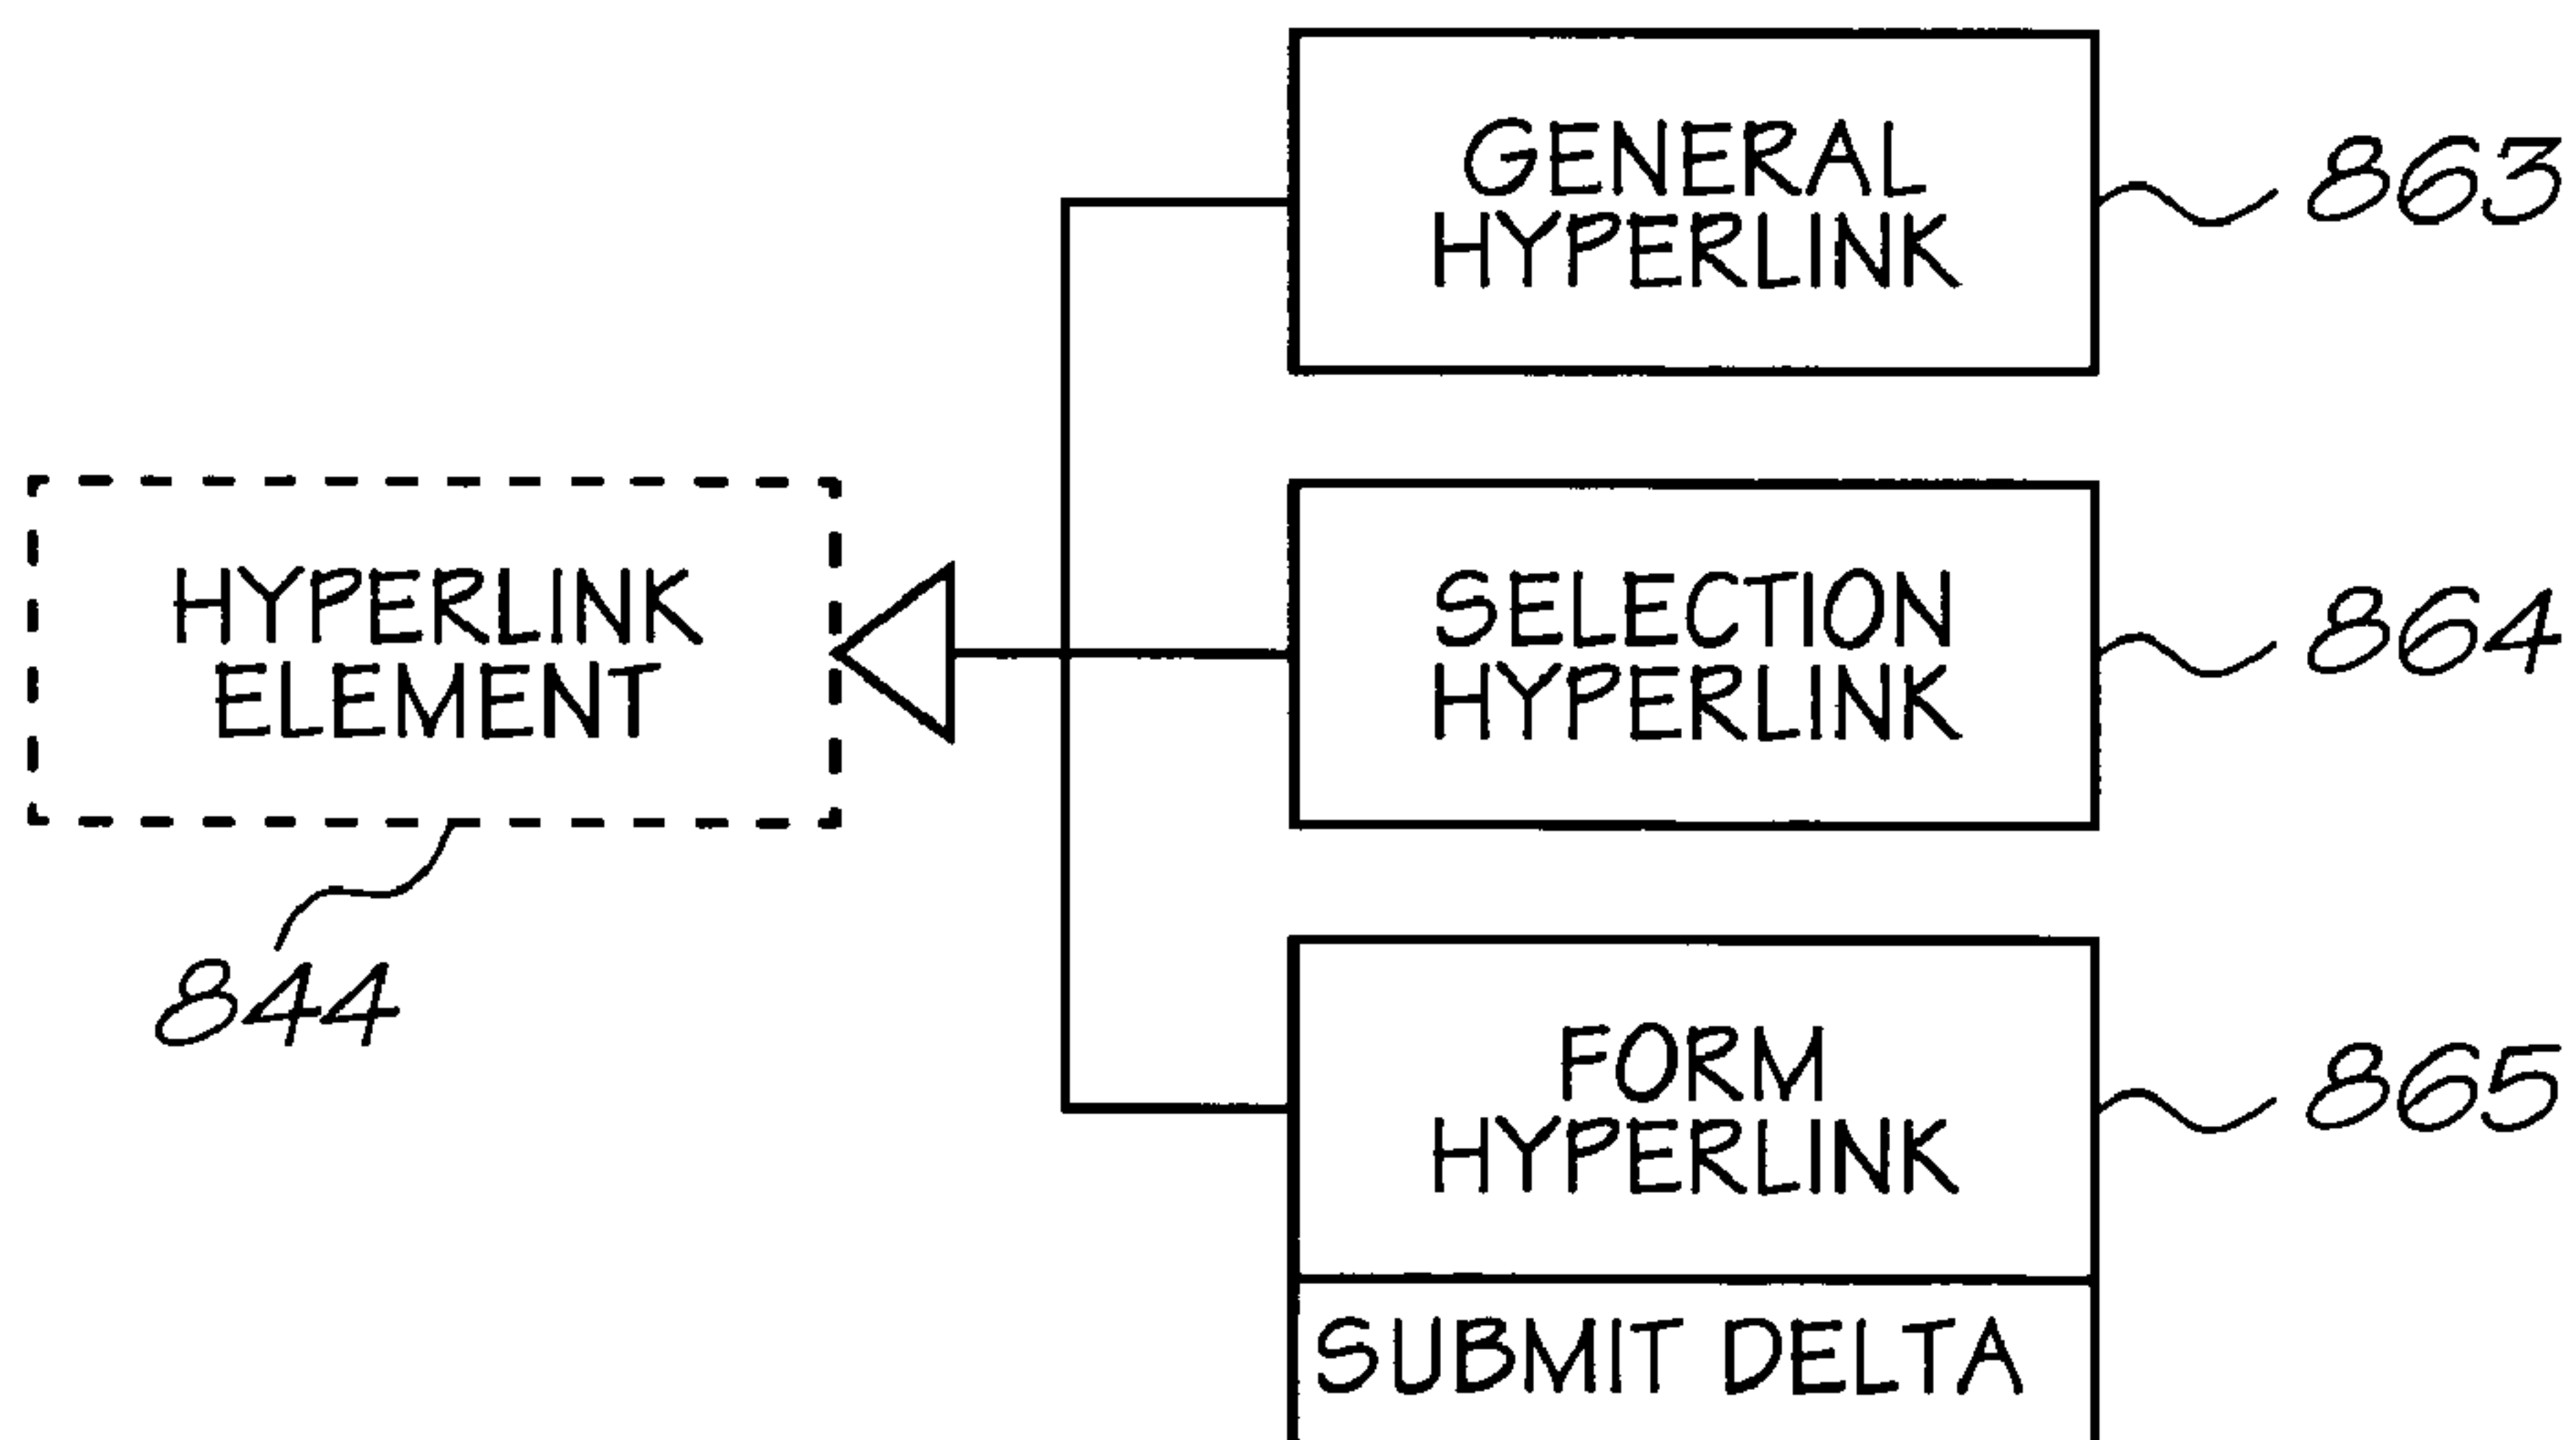 GENERAL
HYPERLINK
863
HYPERLINK
ELEMENT
844
SELECTION
HYPERLINK
864
FORM
HYPERLINK
865
SUBMIT DELTA